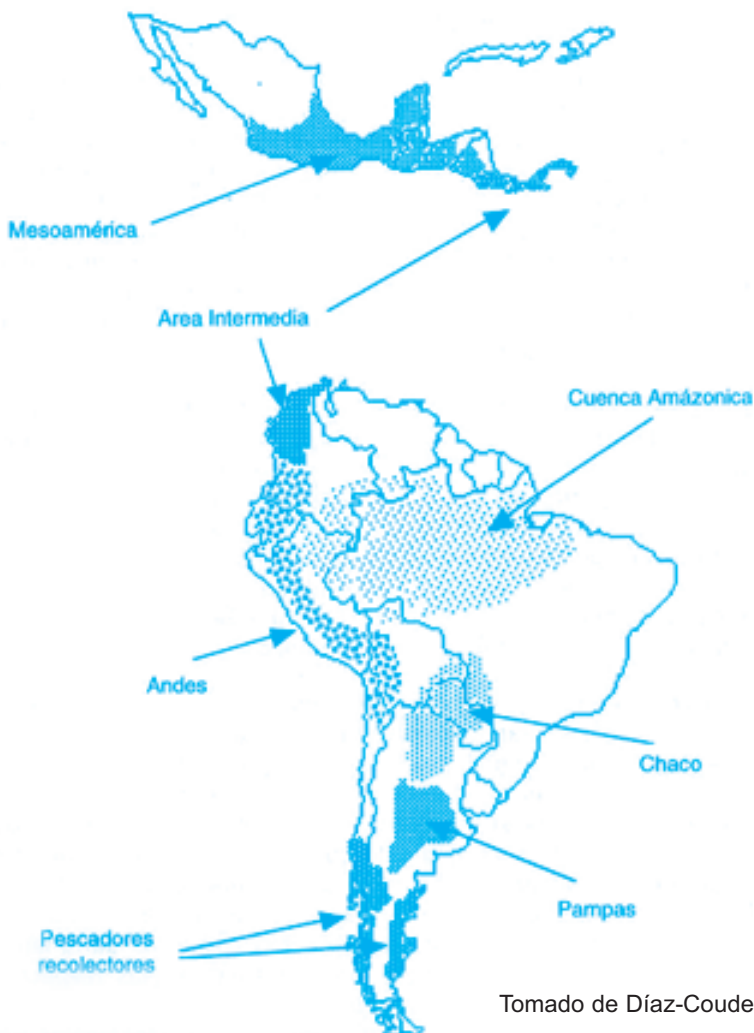 Mesoamérica
Area Intermedia
Cuenca Amázonica
Andes
Chaco
Pampas
Pescadores
recolectores
Tomado de Díaz-Coude